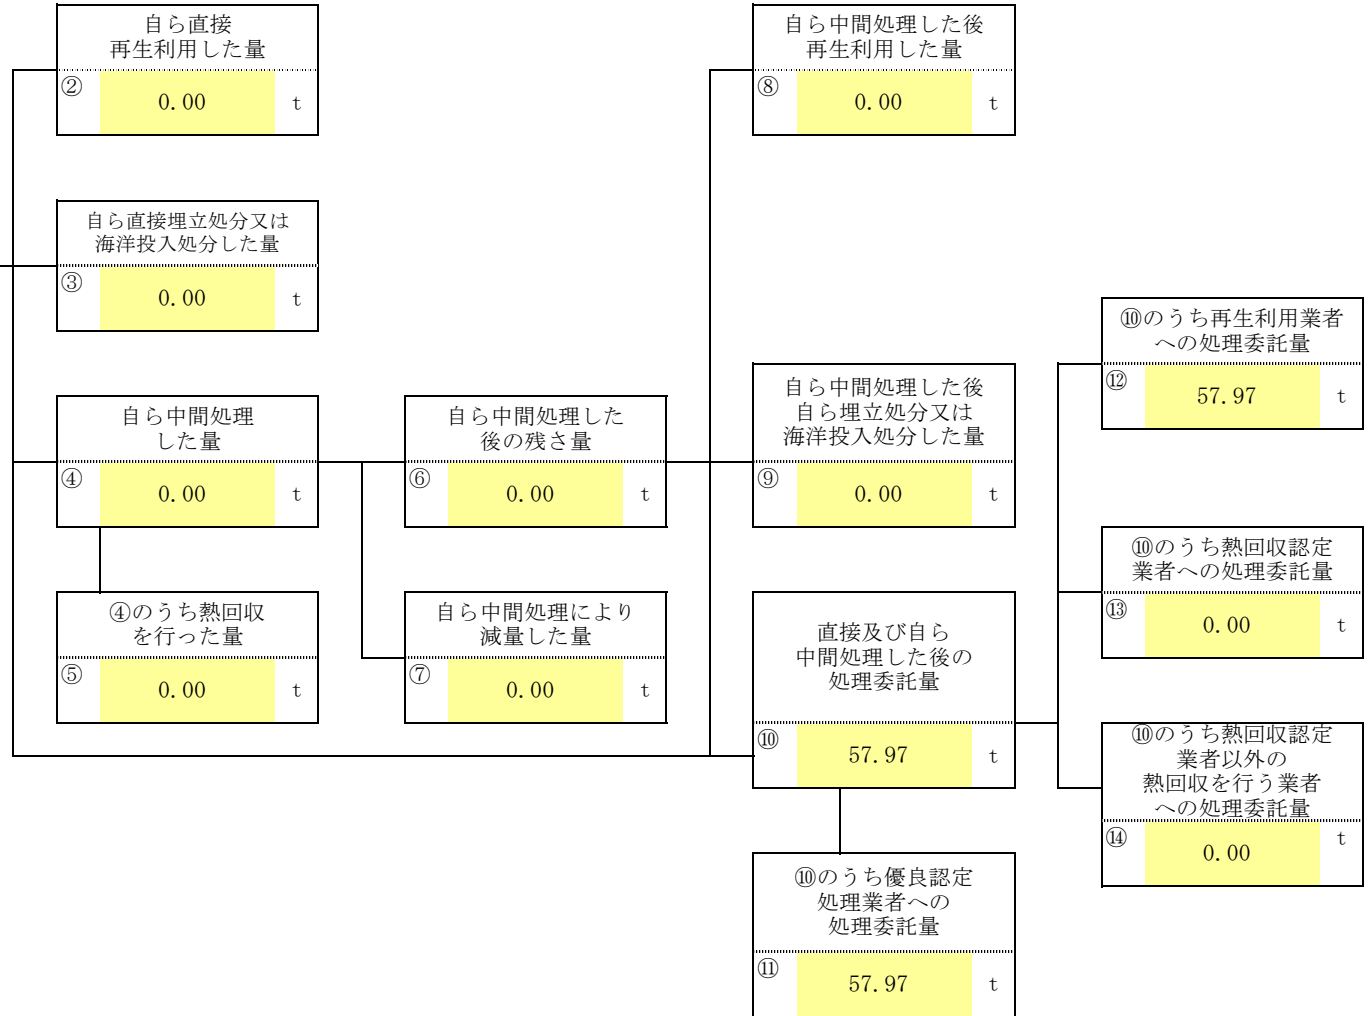 自ら直接
再生利用した量
② 0.00 t
自ら直接埋立処分又は
海洋投入処分した量
③ 0.00 t
自ら中間処理
した量
④ 0.00 t
④のうち熱回収
を行った量
⑤ 0.00 t
自ら中間処理した
後の残さ量
⑥ 0.00 t
自ら中間処理により
減量した量
⑦ 0.00 t
自ら中間処理した後
再生利用した量
⑧ 0.00 t
自ら中間処理した後
自ら埋立処分又は
海洋投入処分した量
⑨ 0.00 t
直接及び自ら
中間処理した後の
処理委託量
⑩ 57.97 t
⑩のうち優良認定
処理業者への
処理委託量
⑪ 57.97 t
⑩のうち再生利用業者
への処理委託量
⑫ 57.97 t
⑩のうち熱回収認定
業者への処理委託量
⑬ 0.00 t
⑩のうち熱回収認定
業者以外の
熱回収を行う業者
への処理委託量
⑭ 0.00 t